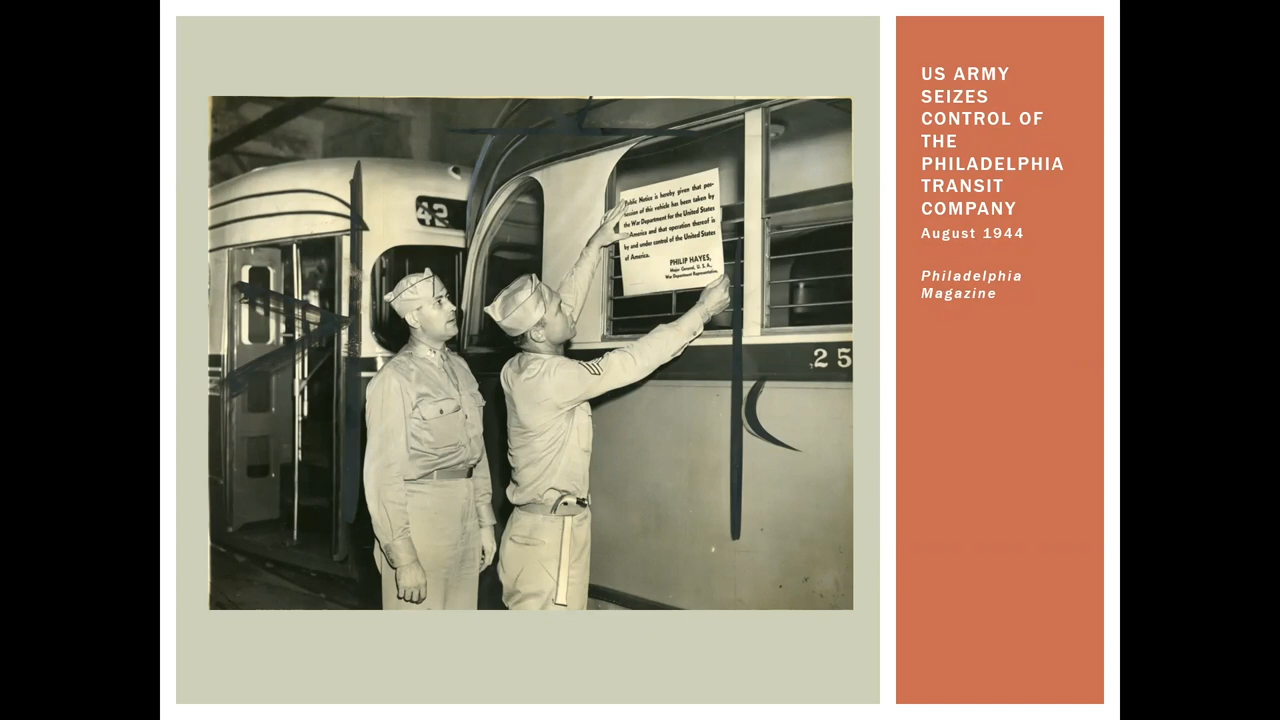 US ARMY
SEIZES
CONTROL OF
THE
PHILADELPHIA
TRANSIT
COMPANY
August 1944
Philadelphia
Magazine
42
Public Notice is hereby given that pos-
session of this vehicle has been taken by
the War Department for the United States
of America and that operation thereof is
by and under control of the United States
of America.
PHILIP HAYES,
Major General, U. S. A.,
War Department Representative.
25